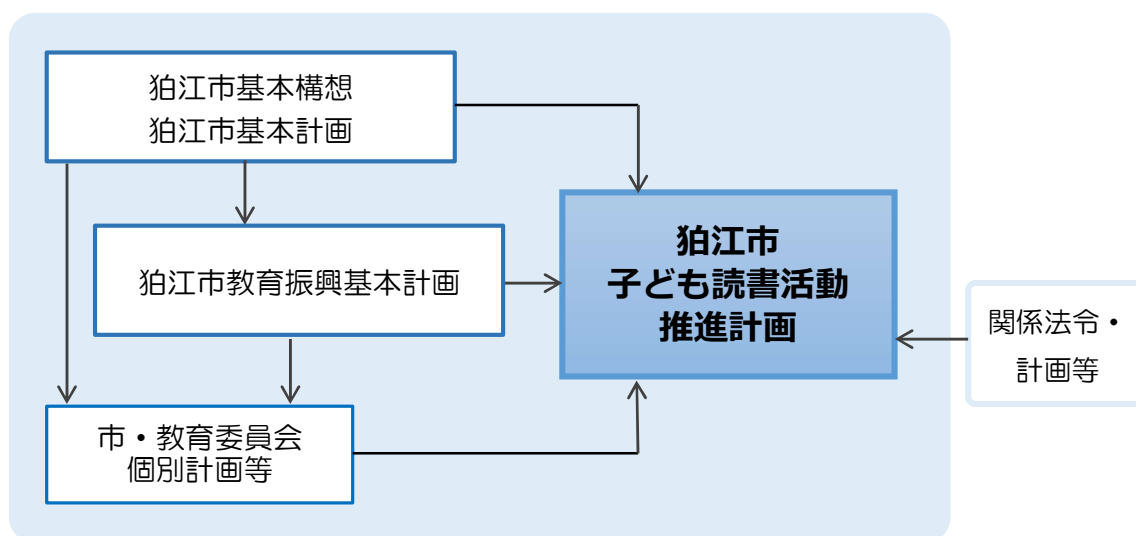 狛江市基本構想
狛江市基本計画
狛江市教育振興基本計画
市・教育委員会
個別計画等
狛江市
子ども読書活動
推進計画
関係法令・
計画等